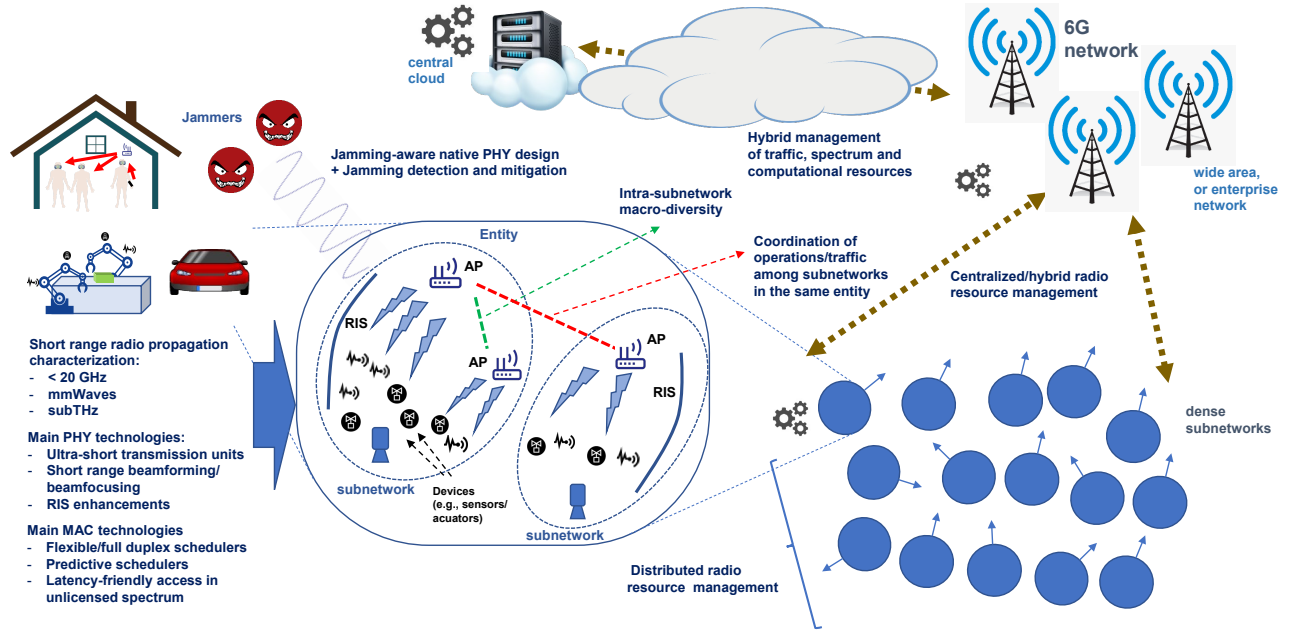 6G
network
central
cloud
Jammers
Hybrid management
of traffic, spectrum and
computational resources
Jamming-aware native PHY design
+ Jamming detection and mitigation
wide area,
or enterprise
network
Intra-subnetwork
macro-diversity
Entity
Coordination of
operations/traffic
among subnetworks
in the same entity
Centralized/hybrid radio
resource management
AP
RIS
AP
AP
RIS
Short range radio propagation
characterization:
- < 20 GHz
- mmWaves
- subTHz
Main PHY technologies:
- Ultra-short transmission units
- Short range beamforming/
beamfocusing
- RIS enhancements
Main MAC technologies
- Flexible/full duplex schedulers
- Predictive schedulers
- Latency-friendly access in
unlicensed spectrum
dense
subnetworks
subnetwork
Devices
(e.g., sensors/
acuators)
subnetwork
Distributed radio
resource management